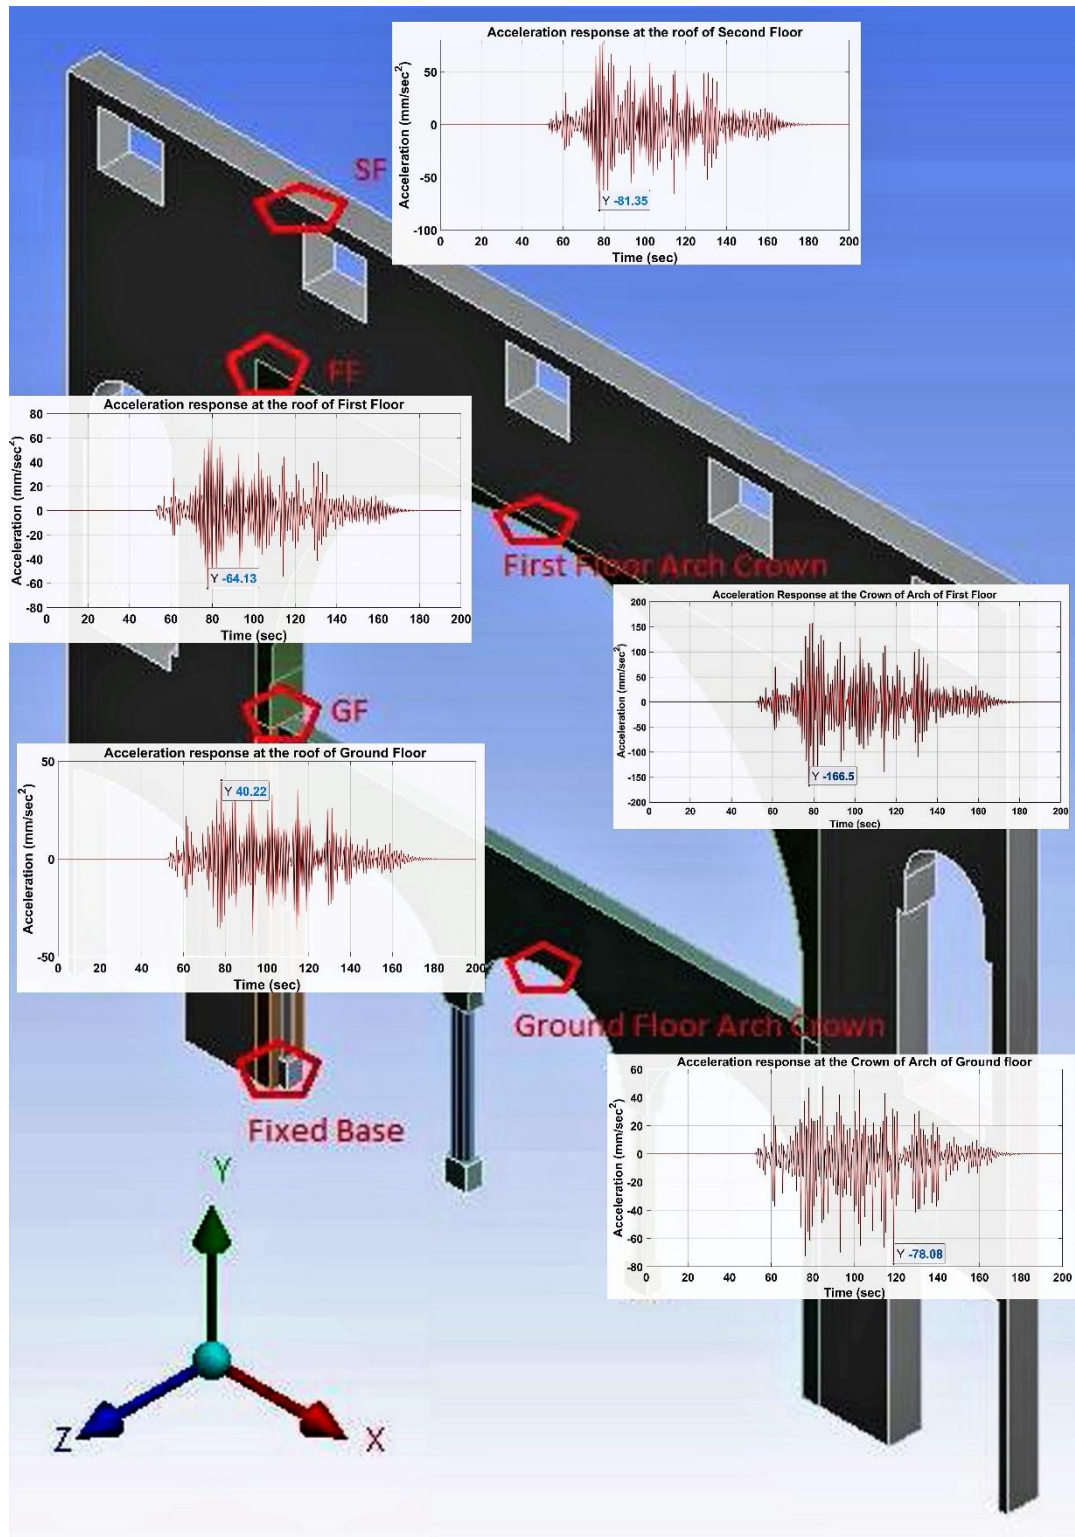 Acceleration response at the roof of Second Floor
Acceleration (mm/sec²)
50
0
-50
-100
Y -81.35
0 20 40 60 80 100 120 140 160 180 200
Time (sec)
SF
FF
Acceleration response at the roof of First Floor
Acceleration (mm/sec²)
80
60
40
20
0
-20
-40
-60
-80
Y -64.13
0 20 40 60 80 100 120 140 160 180 200
Time (sec)
First Floor Arch Crown
Acceleration Response at the Crown of Arch of First Floor
Acceleration (mm/sec²)
200
150
100
50
0
-50
-100
-150
-200
Y -166.5
0 20 40 60 80 100 120 140 160 180 200
Time (sec)
GF
Acceleration response at the roof of Ground Floor
Acceleration (mm/sec²)
50
0
-50
Y 40.22
0 20 40 60 80 100 120 140 160 180 200
Time (sec)
Ground Floor Arch Crown
Acceleration response at the Crown of Arch of Ground floor
Acceleration (mm/sec²)
60
40
20
0
-20
-40
-60
-80
Y -78.08
0 20 40 60 80 100 120 140 160 180 200
Time (sec)
Fixed Base
Y
Z
X